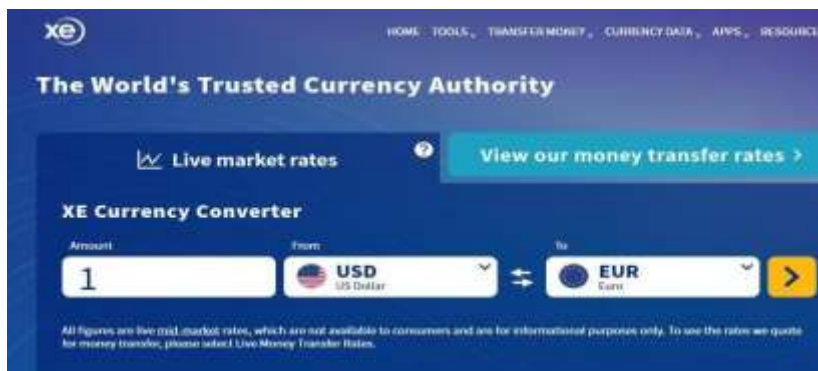 xe
HOME TOOLS TRANSFER MONEY CURRENCY DATA APPS RESOURCE
The World's Trusted Currency Authority
Live market rates ? View our money transfer rates >
XE Currency Converter
Amount From To
1 USD EUR >
US Dollar Euro
All figures are live mid-market rates, which are not available to consumers and are for informational purposes only. To see the rates we quote
for money transfer, please select Live Money Transfer Rates.